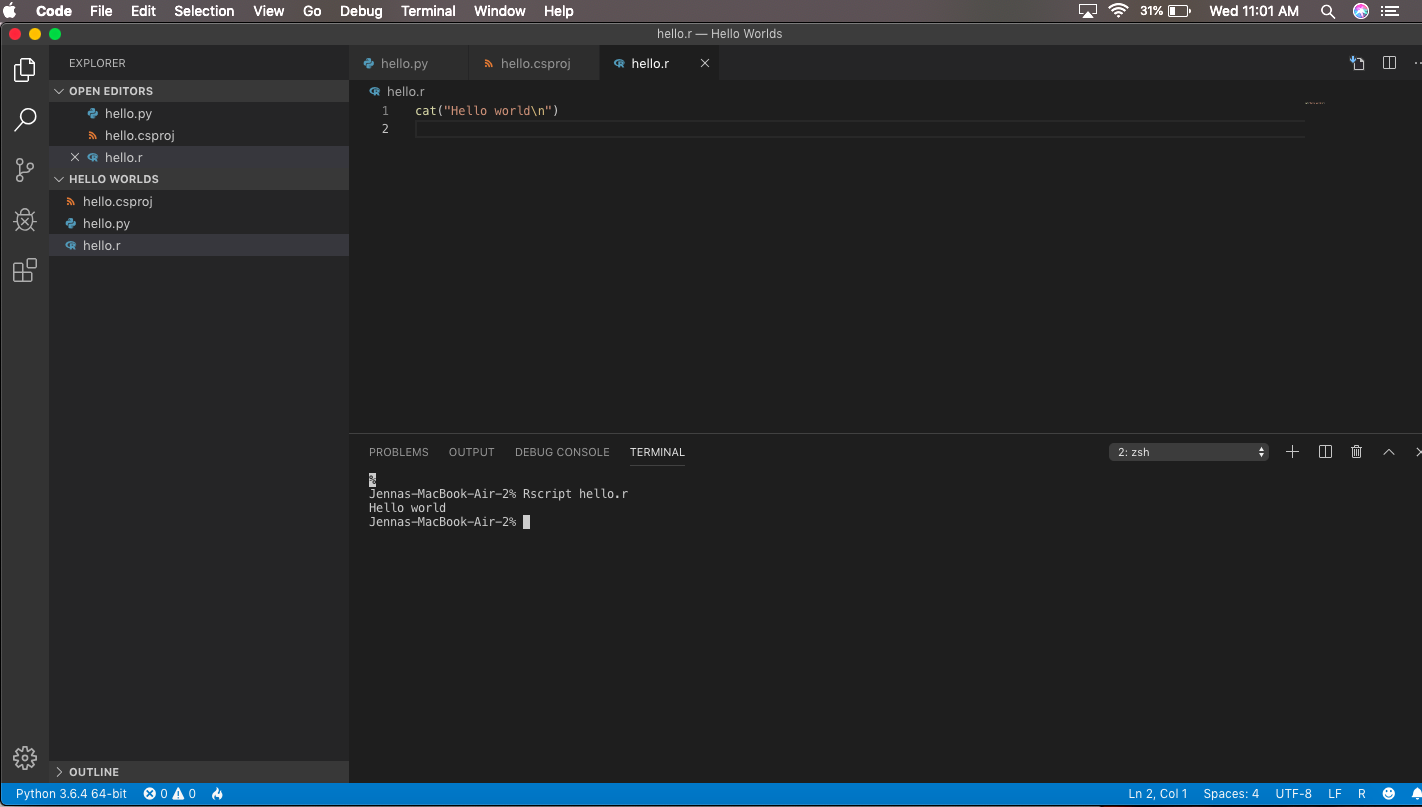 Code File Edit Selection View Go Debug Terminal Window Help 31% Wed 11:01 AM
hello.r — Hello Worlds
EXPLORER
OPEN EDITORS
hello.py
hello.csproj
hello.r
HELLO WORLDS
hello.csproj
hello.py
hello.r
OUTLINE
hello.py hello.csproj hello.r
hello.r
1 cat("Hello world\n")
2
PROBLEMS OUTPUT DEBUG CONSOLE TERMINAL 2: zsh
%
Jennas-MacBook-Air-2% Rscript hello.r
Hello world
Jennas-MacBook-Air-2%
Python 3.6.4 64-bit 0 0 Ln 2, Col 1 Spaces: 4 UTF-8 LF R